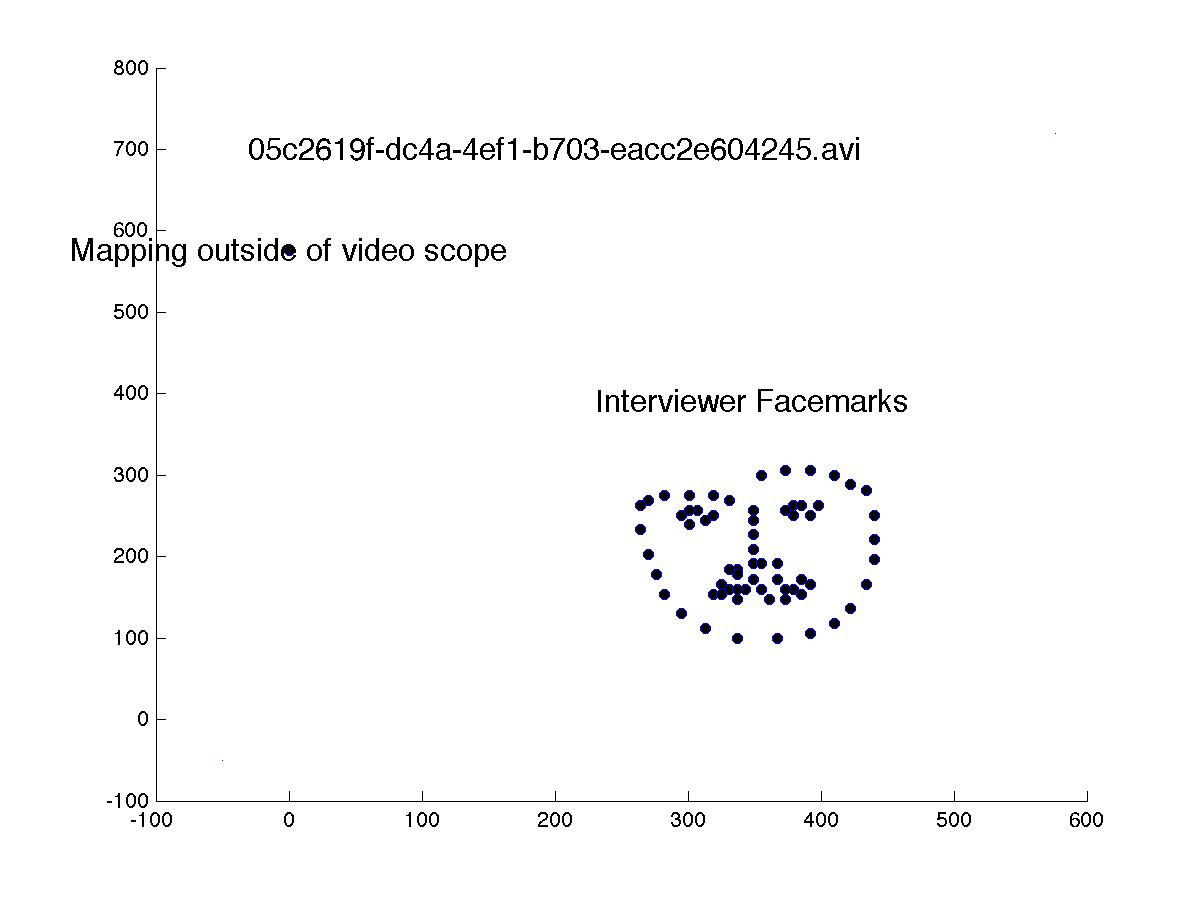 800
700
05c2619f-dc4a-4ef1-b703-eacc2e604245.avi
600
Mapping outside of video scope
500
400
Interviewer Facemarks
300
200
100
0
-100
-100 0 100 200 300 400 500 600